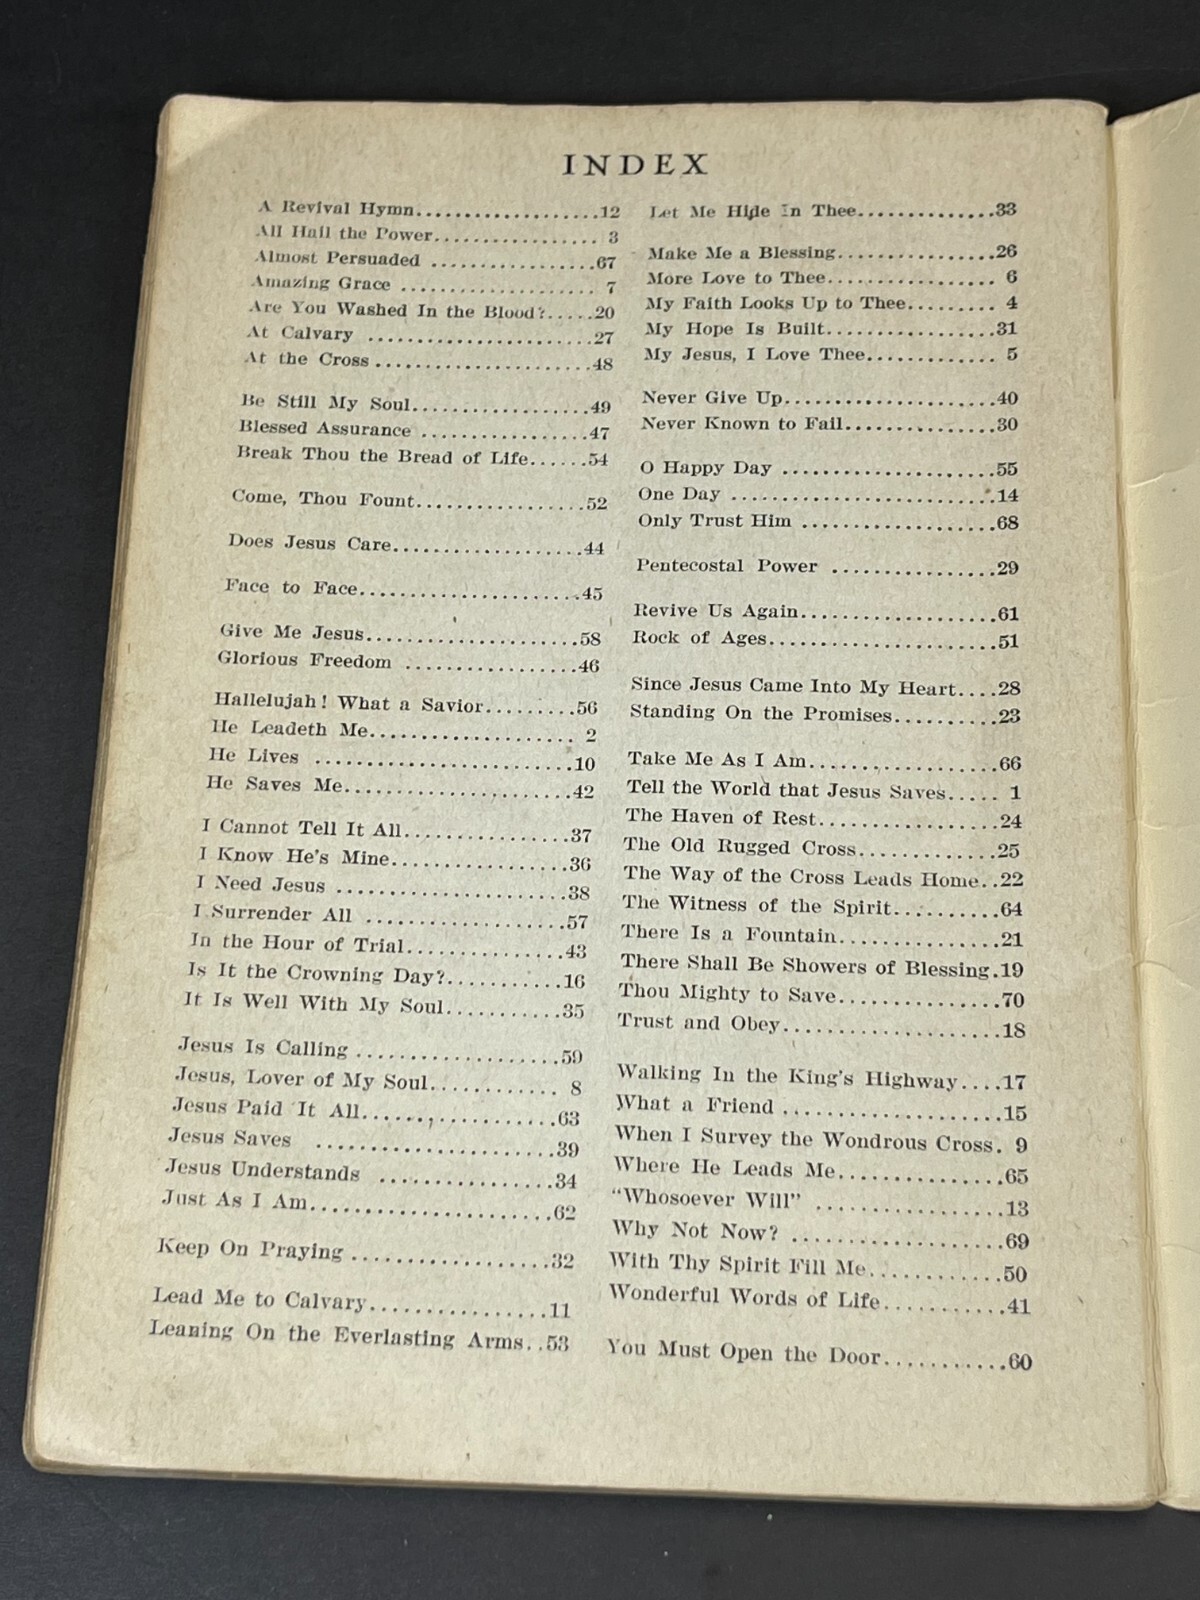 INDEX
A Revival Hymn...................12
All Hail the Power................. 3
Almost Persuaded .................67
Amazing Grace ....................... 7
Are You Washed In the Blood?.....20
At Calvary ........................27
At the Cross .......................48
Be Still My Soul..................49
Blessed Assurance .................47
Break Thou the Bread of Life......54
Come, Thou Fount.................52
Does Jesus Care...................44
Face to Face.......................45
Give Me Jesus.....................58
Glorious Freedom .................46
Hallelujah! What a Savior.........56
He Leadeth Me.................... 2
He Lives ..........................10
He Saves Me.......................42
I Cannot Tell It All................37
I Know He's Mine..................36
I Need Jesus .......................38
I Surrender All ....................57
In the Hour of Trial...............43
Is It the Crowning Day?...........16
It Is Well With My Soul...........35
Jesus Is Calling ....................59
Jesus, Lover of My Soul............ 8
Jesus Paid It All...................63
Jesus Saves .......................39
Jesus Understands .................34
Just As I Am.......................62
Keep On Praying ...................32
Lead Me to Calvary................11
Leaning On the Everlasting Arms..53
Let Me Hide In Thee..............33
Make Me a Blessing................26
More Love to Thee................ 6
My Faith Looks Up to Thee......... 4
My Hope Is Built.................31
My Jesus, I Love Thee............. 5
Never Give Up.....................40
Never Known to Fail...............30
O Happy Day .....................55
One Day ..........................14
Only Trust Him ...................68
Pentecostal Power ................29
Revive Us Again...................61
Rock of Ages......................51
Since Jesus Came Into My Heart....28
Standing On the Promises..........23
Take Me As I Am..................66
Tell the World that Jesus Saves..... 1
The Haven of Rest.................24
The Old Rugged Cross.............25
The Way of the Cross Leads Home..22
The Witness of the Spirit..........64
There Is a Fountain...............21
There Shall Be Showers of Blessing.19
Thou Mighty to Save...............70
Trust and Obey....................18
Walking In the King's Highway....17
What a Friend ....................15
When I Survey the Wondrous Cross. 9
Where He Leads Me...............65
"Whosoever Will" .................13
Why Not Now? ...................69
With Thy Spirit Fill Me............50
Wonderful Words of Life...........41
You Must Open the Door...........60